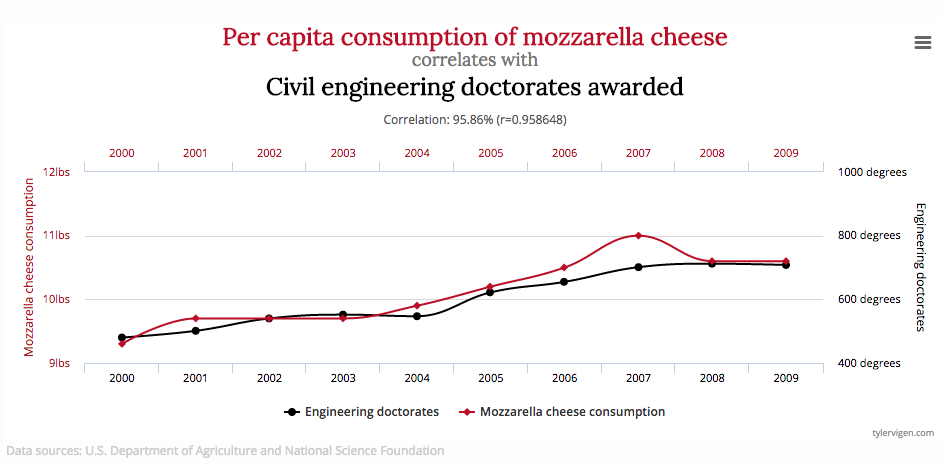 Per capita consumption of mozzarella cheese
correlates with
Civil engineering doctorates awarded
Correlation: 95.86% (r=0.958648)
2000 2001 2002 2003 2004 2005 2006 2007 2008 2009
Mozzarella cheese consumption
12lbs
11lbs
10lbs
9lbs
1000 degrees
800 degrees
600 degrees
400 degrees
Engineering doctorates
2000 2001 2002 2003 2004 2005 2006 2007 2008 2009
Engineering doctorates Mozzarella cheese consumption
tylervigen.com
Data sources: U.S. Department of Agriculture and National Science Foundation